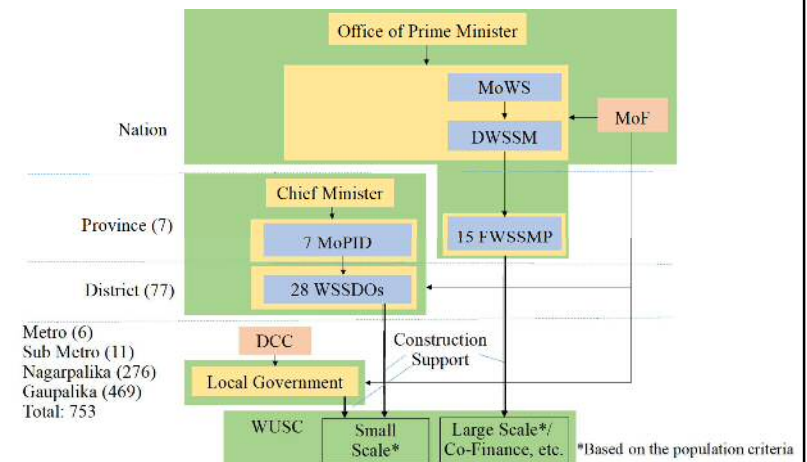 Office of Prime Minister
MoWS
MoF
Nation
DWSSM
Chief Minister
Province (7)
7 MoPID
15 FWSSMP
District (77)
28 WSSDOs
Metro (6)
Sub Metro (11)
Nagarpalika (276)
Gaupalika (469)
Total: 753
DCC
Construction
Support
Local Government
WUSC
Small
Scale*
Large Scale*/
Co-Finance, etc.
*Based on the population criteria